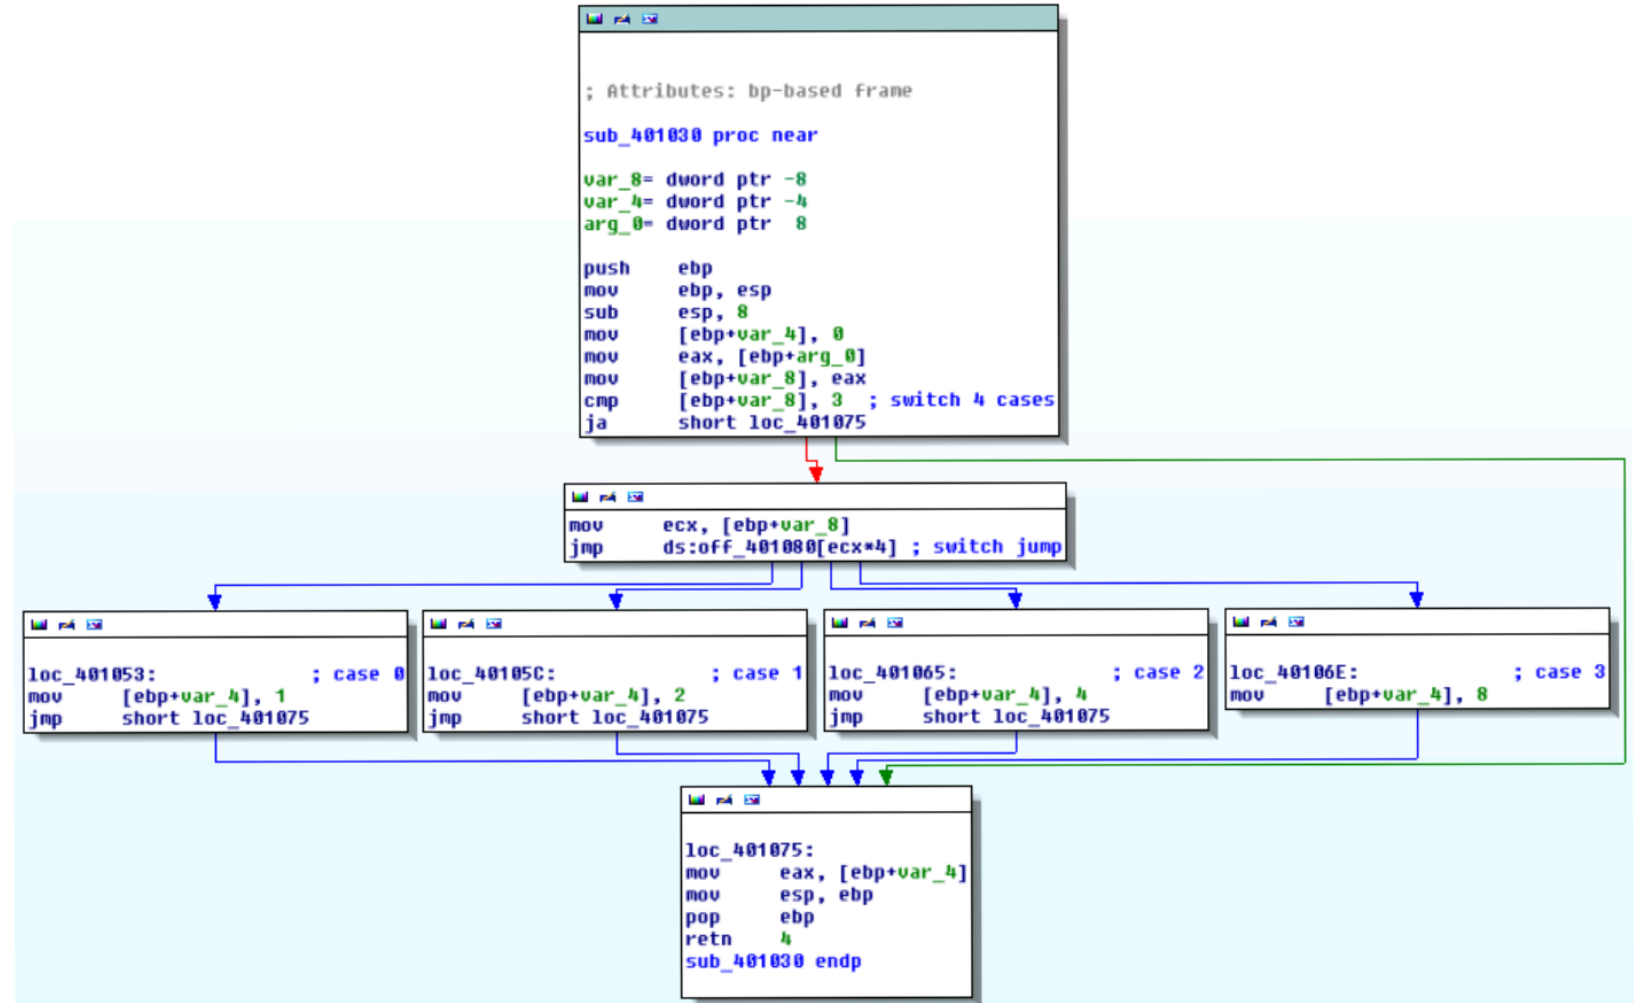 ; Attributes: bp-based frame
sub_401030 proc near
var_8= dword ptr -8
var_4= dword ptr -4
arg_0= dword ptr  8
push    ebp
mov     ebp, esp
sub     esp, 8
mov     [ebp+var_4], 0
mov     eax, [ebp+arg_0]
mov     [ebp+var_8], eax
cmp     [ebp+var_8], 3  ; switch 4 cases
ja      short loc_401075
mov     ecx, [ebp+var_8]
jmp     ds:off_401080[ecx*4] ; switch jump
loc_401053:             ; case 0
mov     [ebp+var_4], 1
jmp     short loc_401075
loc_40105C:             ; case 1
mov     [ebp+var_4], 2
jmp     short loc_401075
loc_401065:             ; case 2
mov     [ebp+var_4], 4
jmp     short loc_401075
loc_40106E:             ; case 3
mov     [ebp+var_4], 8
loc_401075:
mov     eax, [ebp+var_4]
mov     esp, ebp
pop     ebp
retn    4
sub_401030 endp